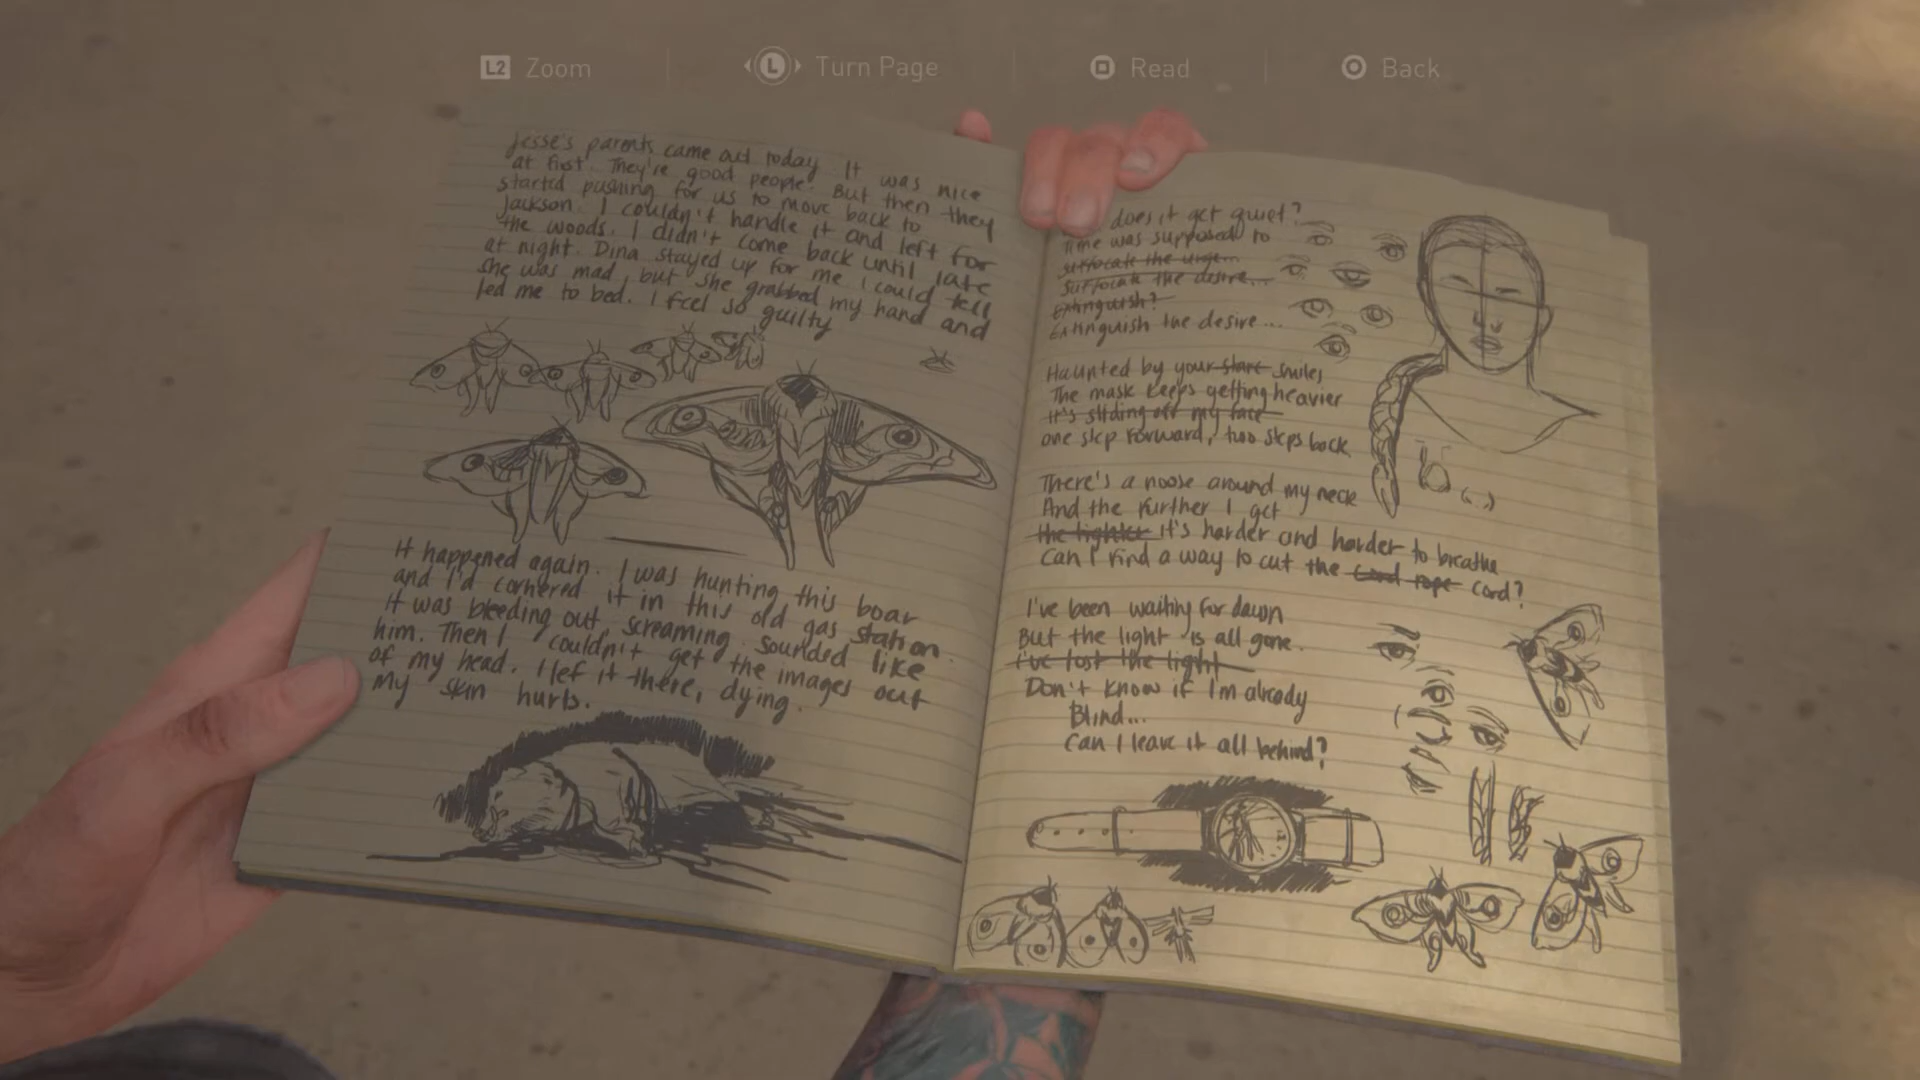 L2 Zoom
L Turn Page
Read
Back
Jesse's parents came out today It was nice
at first. They're good people. But then they
started pushing for us to move back to
Jackson. I couldn't handle it and left for
the woods. I didn't come back until late
at night. Dina stayed up for me. I could tell
she was mad, but she grabbed my hand and
led me to bed. I feel so guilty
It happened again. I was hunting this boar
and I'd cornered it in this old gas station.
It was bleeding out, screaming. Sounded like
him. Then I couldn't get the images out
of my head. I lef it there, dying.
My skin hurts.
does it get quiet?
Time was supposed to
suffocate the urge...
suffocate the desire...
Extinguish?
Extinguish the desire...
Haunted by your stare smiles
The mask keeps getting heavier
It's sliding off my face
one step forward, two steps back
There's a noose around my neck
And the further I get
the tighter it's harder and harder to breathe
Can I find a way to cut the cord rope cord?
I've been waiting for dawn
But the light is all gone.
I've lost the light
Don't know if I'm already
Blind...
Can I leave it all behind?